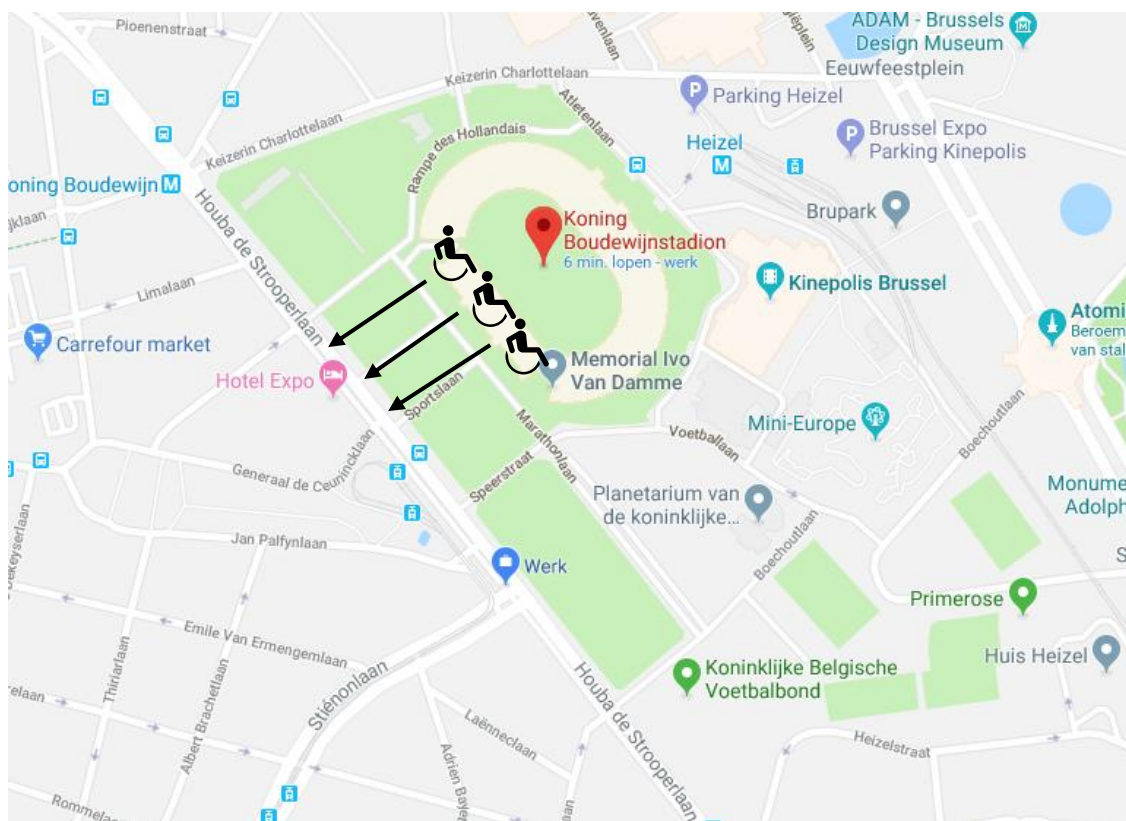 Pioenenstraat
ADAM - Brussels
Design Museum
Eeuwfeestplein
Keizerin Charlottelaan
Parking Heizel
Atletenlaan
Brussel Expo
Parking Kinepolis
Heizel
M
Keizerin Charlottelaan
Rampe des Hollandais
oning Boudewijn M
Brupark
Koning
Boudewijnstadion
6 min. lopen - werk
Houba de Strooperlaan
Kinepolis Brussel
Limalaan
Carrefour market
Hotel Expo
Memorial Ivo
Van Damme
Atomi
Beroem
van stal
Sportslaan
Marathonlaan
Voetballaan
Mini-Europe
Boechoutlaan
Generaal de Ceunincklaan
Speerstraat
Planetarium van
de koninklijke...
Monume
Adolph
Jan Palfynlaan
Boechoutlaan
Werk
Primerose
Emile Van Ermengemlaan
Thiriarlaan
Albert Brachetlaan
Stiénonlaan
Koninklijke Belgische
Voetbalbond
Huis Heizel
Laënneclaan
Houba de Strooperlaan
Heizelstraat
Adrien Baye
Rommelaa